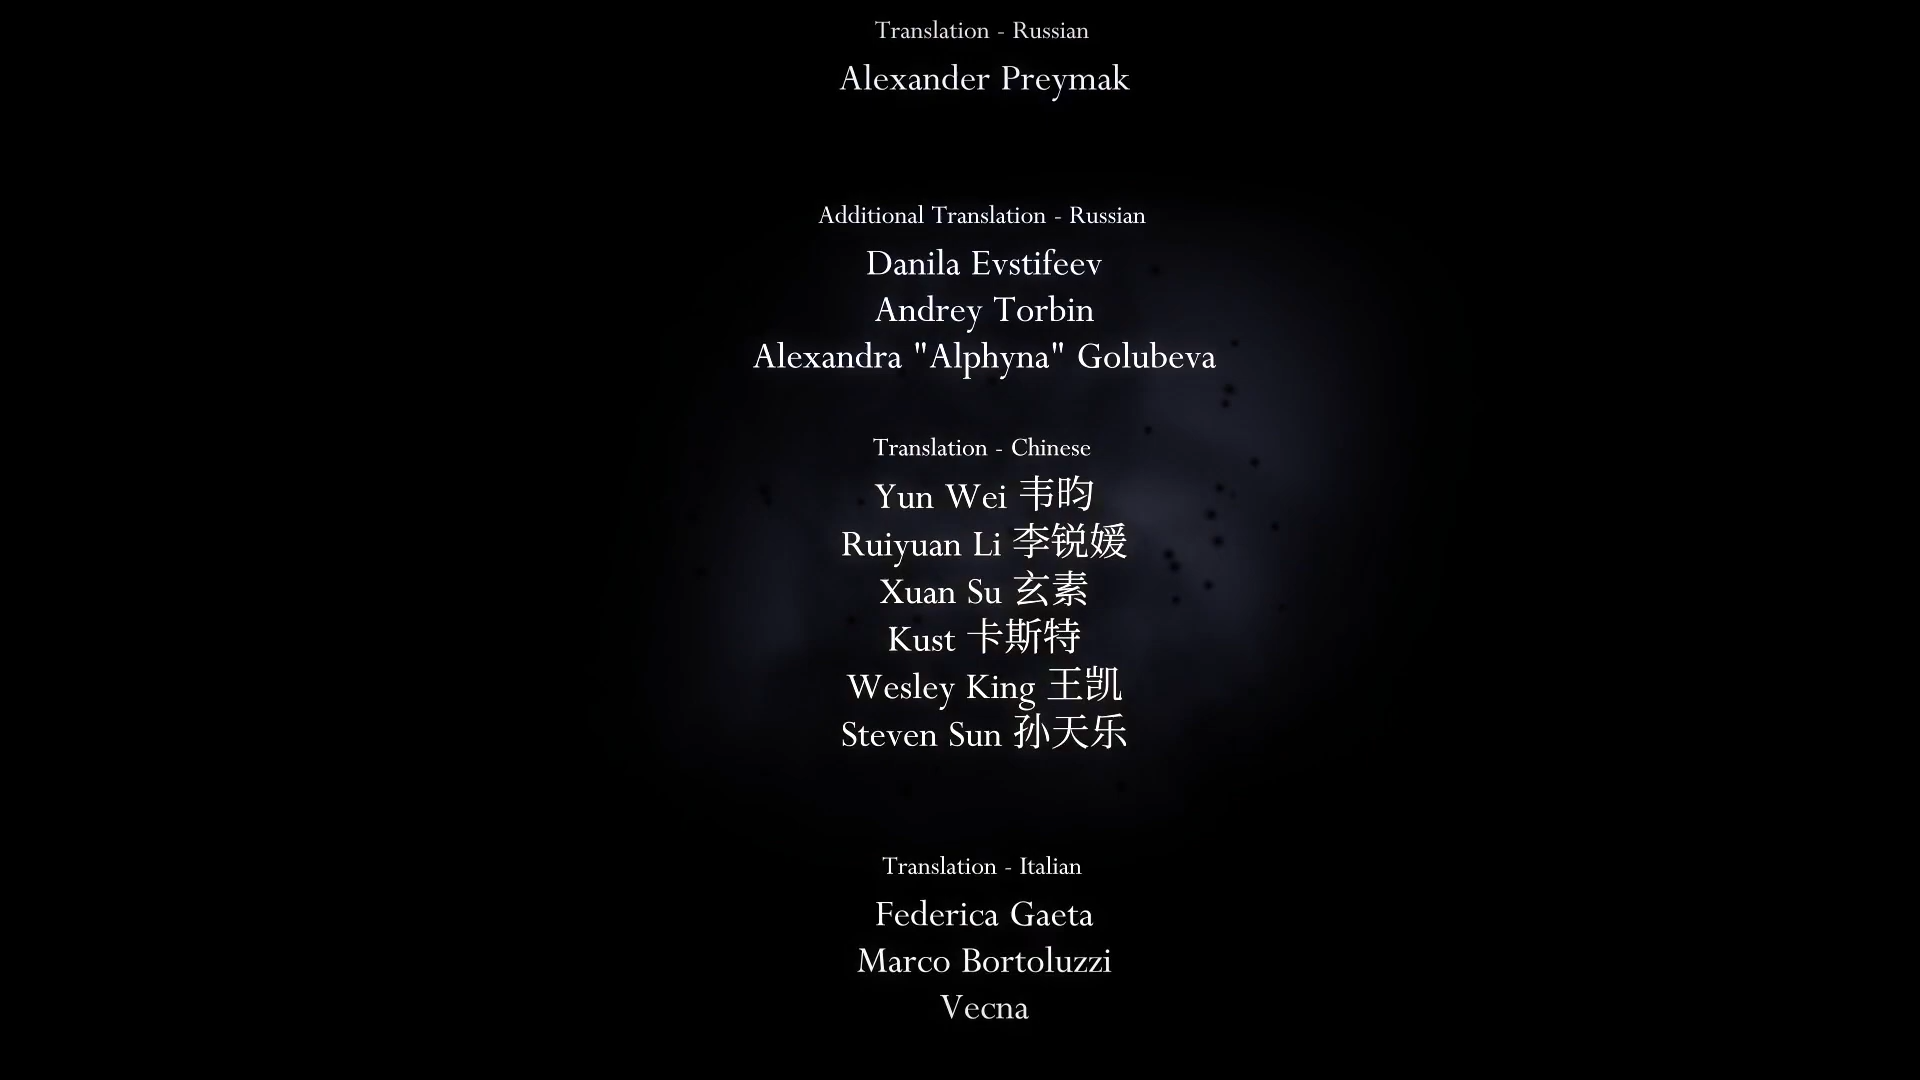 Translation - Russian
Alexander Preymak
Additional Translation - Russian
Danila Evstifeev
Andrey Torbin
Alexandra "Alphyna" Golubeva
Translation - Chinese
Yun Wei 韦昀
Ruiyuan Li 李锐媛
Xuan Su 玄素
Kust 卡斯特
Wesley King 王凯
Steven Sun 孙天乐
Translation - Italian
Federica Gaeta
Marco Bortoluzzi
Vecna